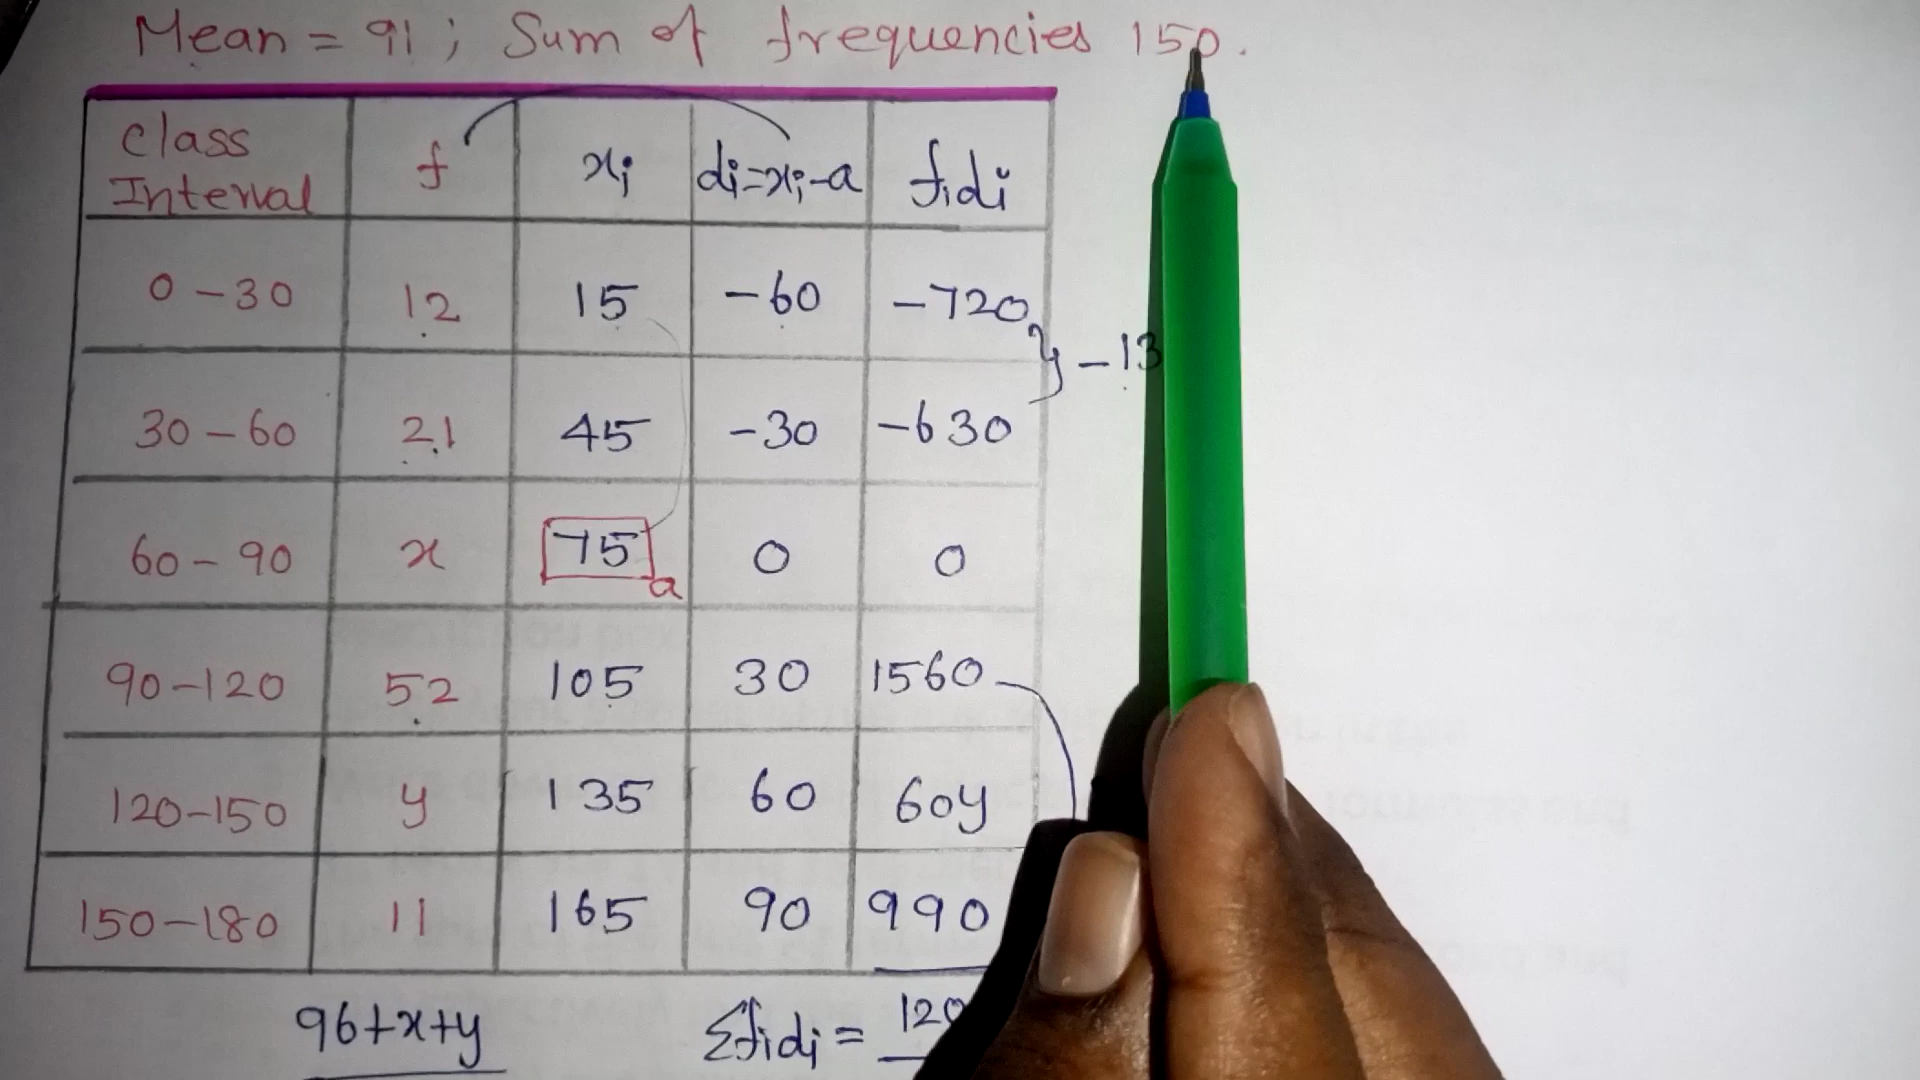 Mean = 91 ; Sum of frequencies 150.
Class Interval f xi di=xi-a fidi
0-30 12 15 -60 -720
- 13
30-60 21 45 -30 -630
60-90 x 75 a 0 0
90-120 52 105 30 1560
120-150 y 135 60 60y
150-180 11 165 90 990
96+x+y Σfidi = 120